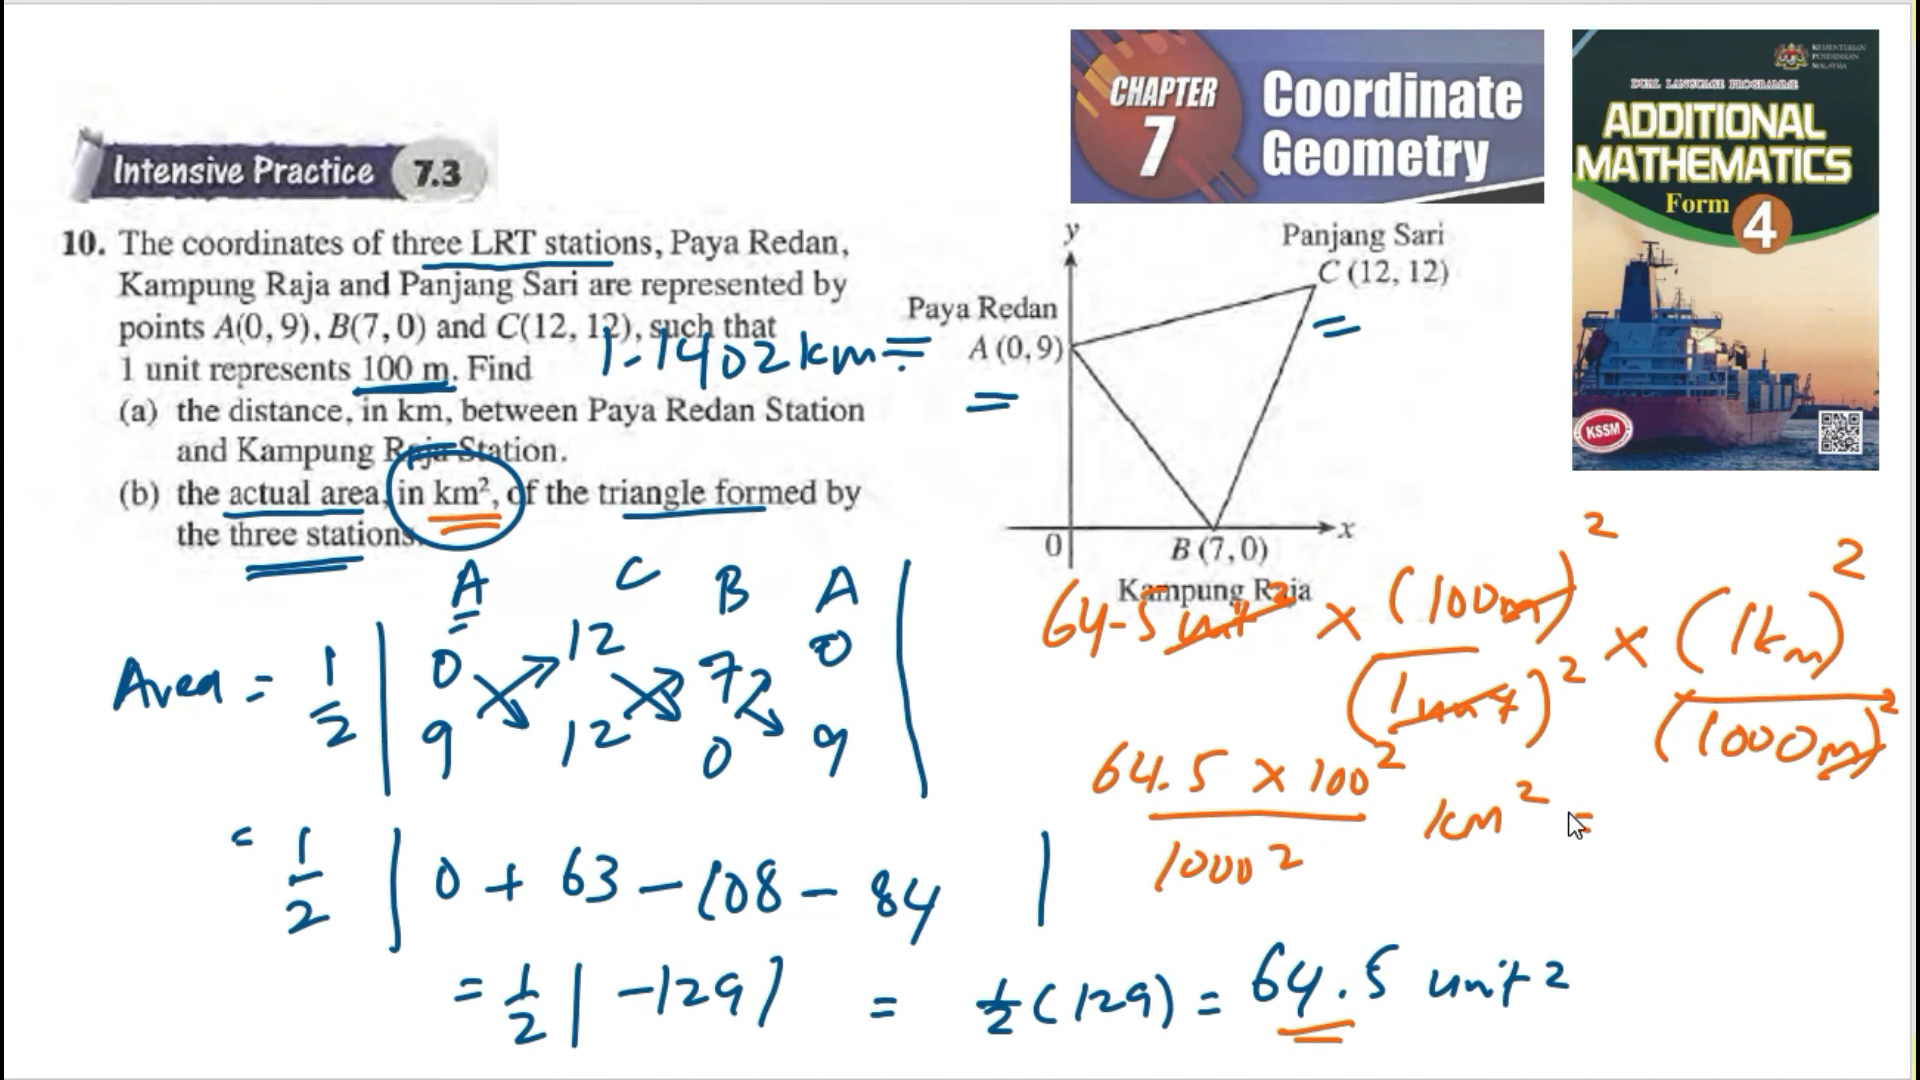 CHAPTER
7
Coordinate
Geometry
KEMENTERIAN
PENDIDIKAN
MALAYSIA
DUAL LANGUAGE PROGRAMME
ADDITIONAL
MATHEMATICS
Form 4
KSSM
Intensive Practice 7.3
10. The coordinates of three LRT stations, Paya Redan,
Kampung Raja and Panjang Sari are represented by
points A(0, 9), B(7, 0) and C(12, 12), such that
1 unit represents 100 m. Find
(a) the distance, in km, between Paya Redan Station
and Kampung Raja Station.
(b) the actual area, in km², of the triangle formed by
the three stations.
1.1402 km
y
Panjang Sari
C (12, 12)
Paya Redan
A (0, 9)
0
B (7, 0)
x
Kampung Raja
A C B A
Area = 1/2 | 0 12 7 0 |
9 12 0 9
= 1/2 | 0 + 63 - 108 - 84 |
= 1/2 | -129 | = 1/2 (129) = 64.5 unit 2
64.5 unit² × (100m)² / (1 unit)² × (1km)² / (1000m)²
64.5 × 100² / 1000² km² =